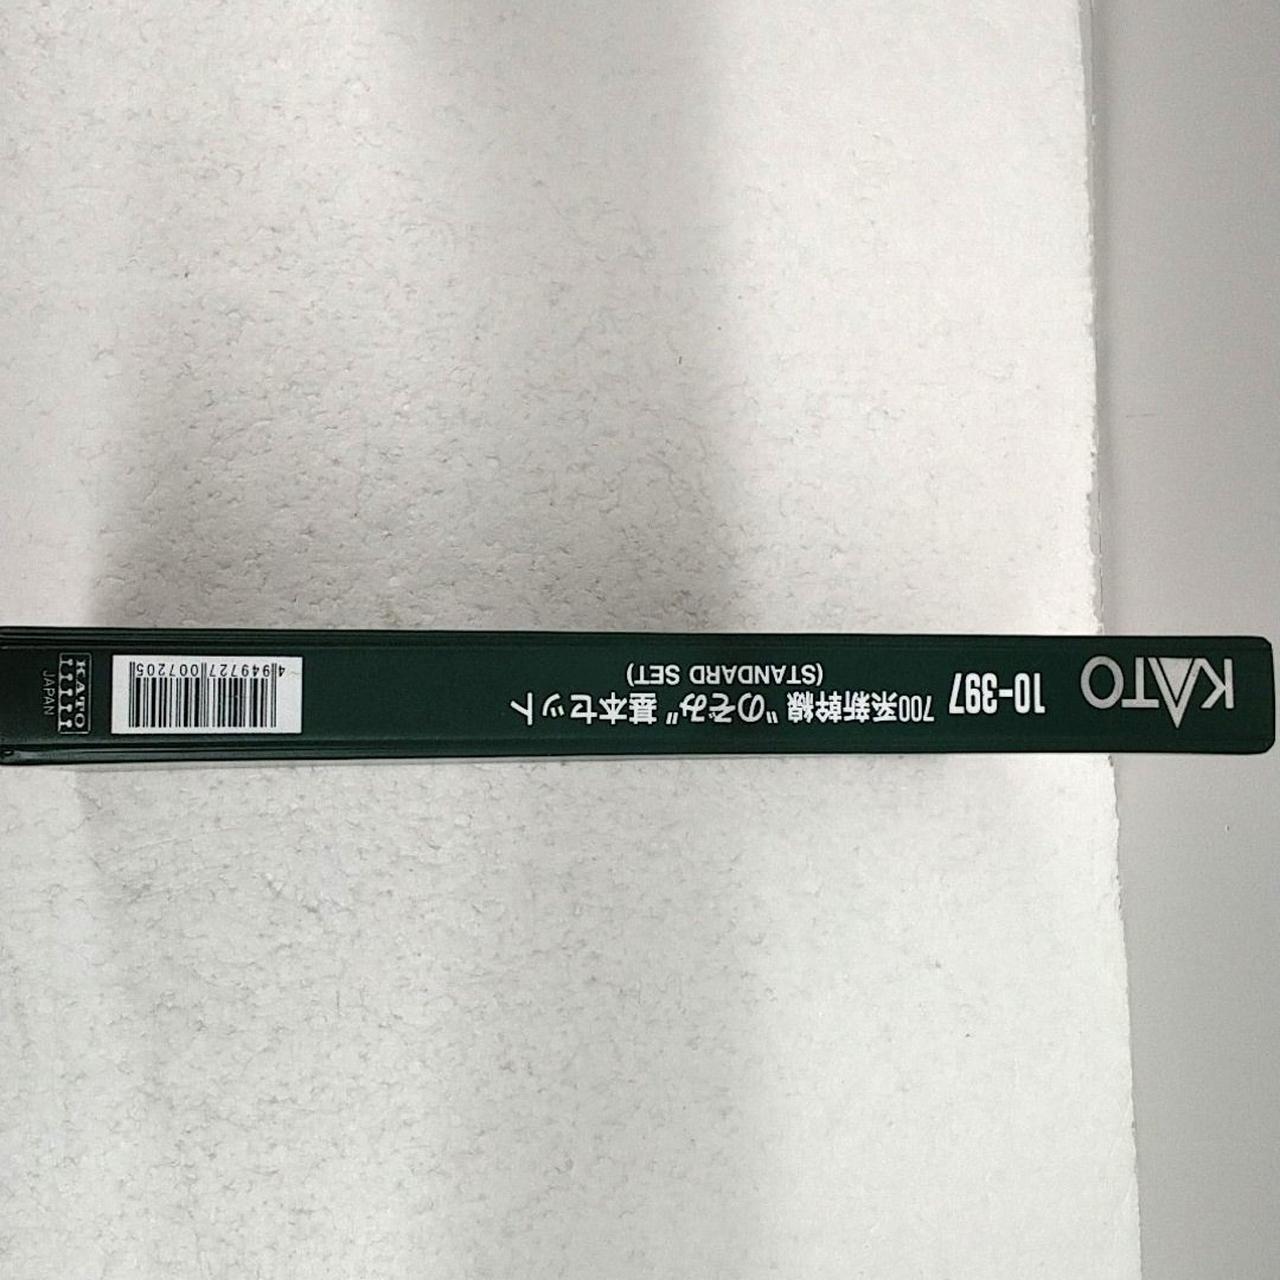 KATO
10-397
700系新幹線 "のぞみ" 基本セット
(STANDARD SET)
4949727007205
KATO
JAPAN